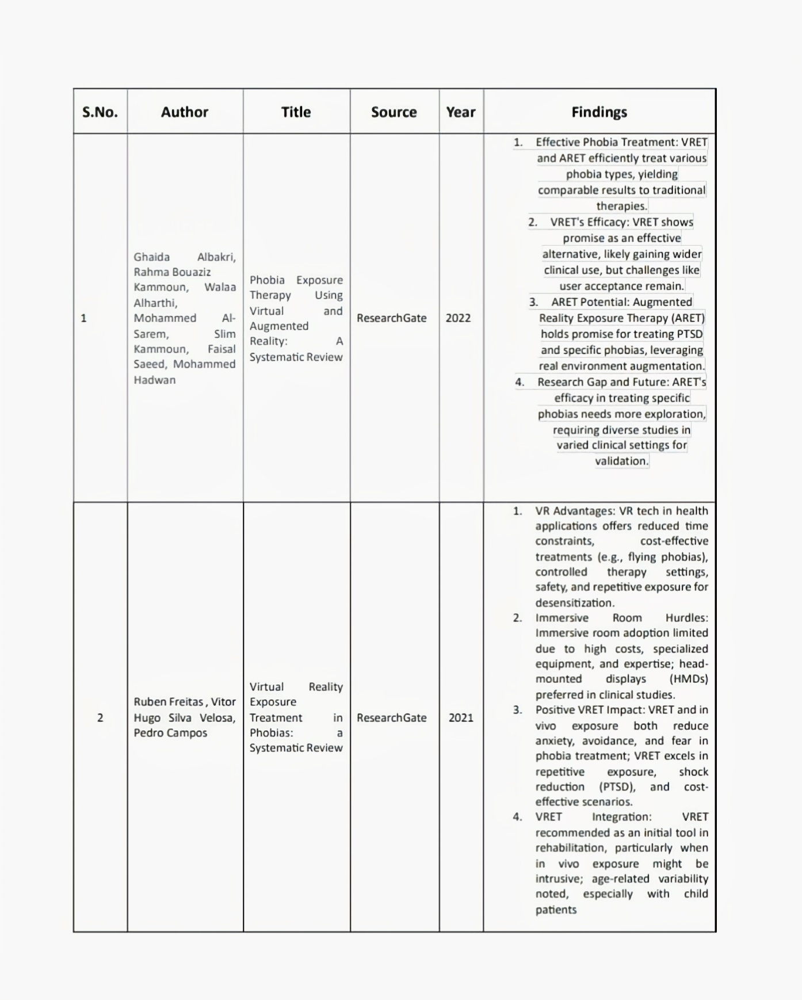 S.No. Author Title Source Year Findings
1
Ghaida Albakri,
Rahma Bouaziz
Kammoun, Walaa
Alharthi,
Mohammed Al-
Sarem, Slim
Kammoun, Faisal
Saeed, Mohammed
Hadwan
Phobia Exposure
Therapy Using
Virtual and
Augmented
Reality: A
Systematic Review
ResearchGate
2022
1. Effective Phobia Treatment: VRET
and ARET efficiently treat various
phobia types, yielding
comparable results to traditional
therapies.
2. VRET's Efficacy: VRET shows
promise as an effective
alternative, likely gaining wider
clinical use, but challenges like
user acceptance remain.
3. ARET Potential: Augmented
Reality Exposure Therapy (ARET)
holds promise for treating PTSD
and specific phobias, leveraging
real environment augmentation.
4. Research Gap and Future: ARET's
efficacy in treating specific
phobias needs more exploration,
requiring diverse studies in
varied clinical settings for
validation.
2
Ruben Freitas , Vitor
Hugo Silva Velosa,
Pedro Campos
Virtual Reality
Exposure
Treatment in
Phobias: a
Systematic Review
ResearchGate
2021
1. VR Advantages: VR tech in health
applications offers reduced time
constraints, cost-effective
treatments (e.g., flying phobias),
controlled therapy settings,
safety, and repetitive exposure for
desensitization.
2. Immersive Room Hurdles:
Immersive room adoption limited
due to high costs, specialized
equipment, and expertise; head-
mounted displays (HMDs)
preferred in clinical studies.
3. Positive VRET Impact: VRET and in
vivo exposure both reduce
anxiety, avoidance, and fear in
phobia treatment; VRET excels in
repetitive exposure, shock
reduction (PTSD), and cost-
effective scenarios.
4. VRET Integration: VRET
recommended as an initial tool in
rehabilitation, particularly when
in vivo exposure might be
intrusive; age-related variability
noted, especially with child
patients